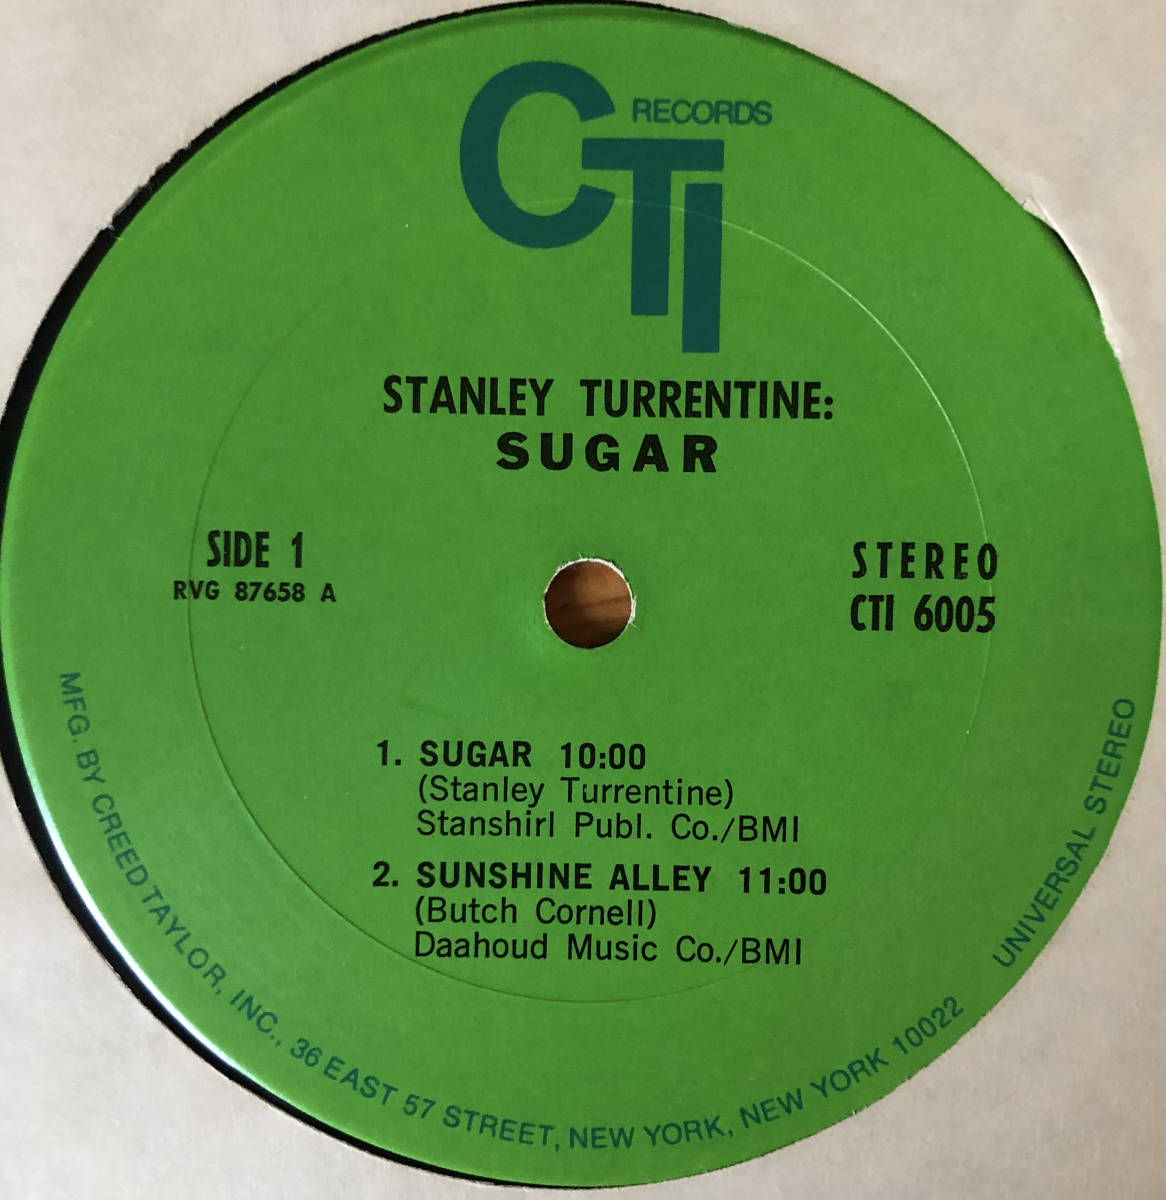 CTI RECORDS
STANLEY TURRENTINE:
SUGAR
SIDE 1
RVG 87658 A
STEREO
CTI 6005
1. SUGAR 10:00
(Stanley Turrentine)
Stanshirl Publ. Co./BMI
2. SUNSHINE ALLEY 11:00
(Butch Cornell)
Daahoud Music Co./BMI
MFG. BY CREED TAYLOR, INC., 36 EAST 57 STREET, NEW YORK, NEW YORK 10022
UNIVERSAL STEREO